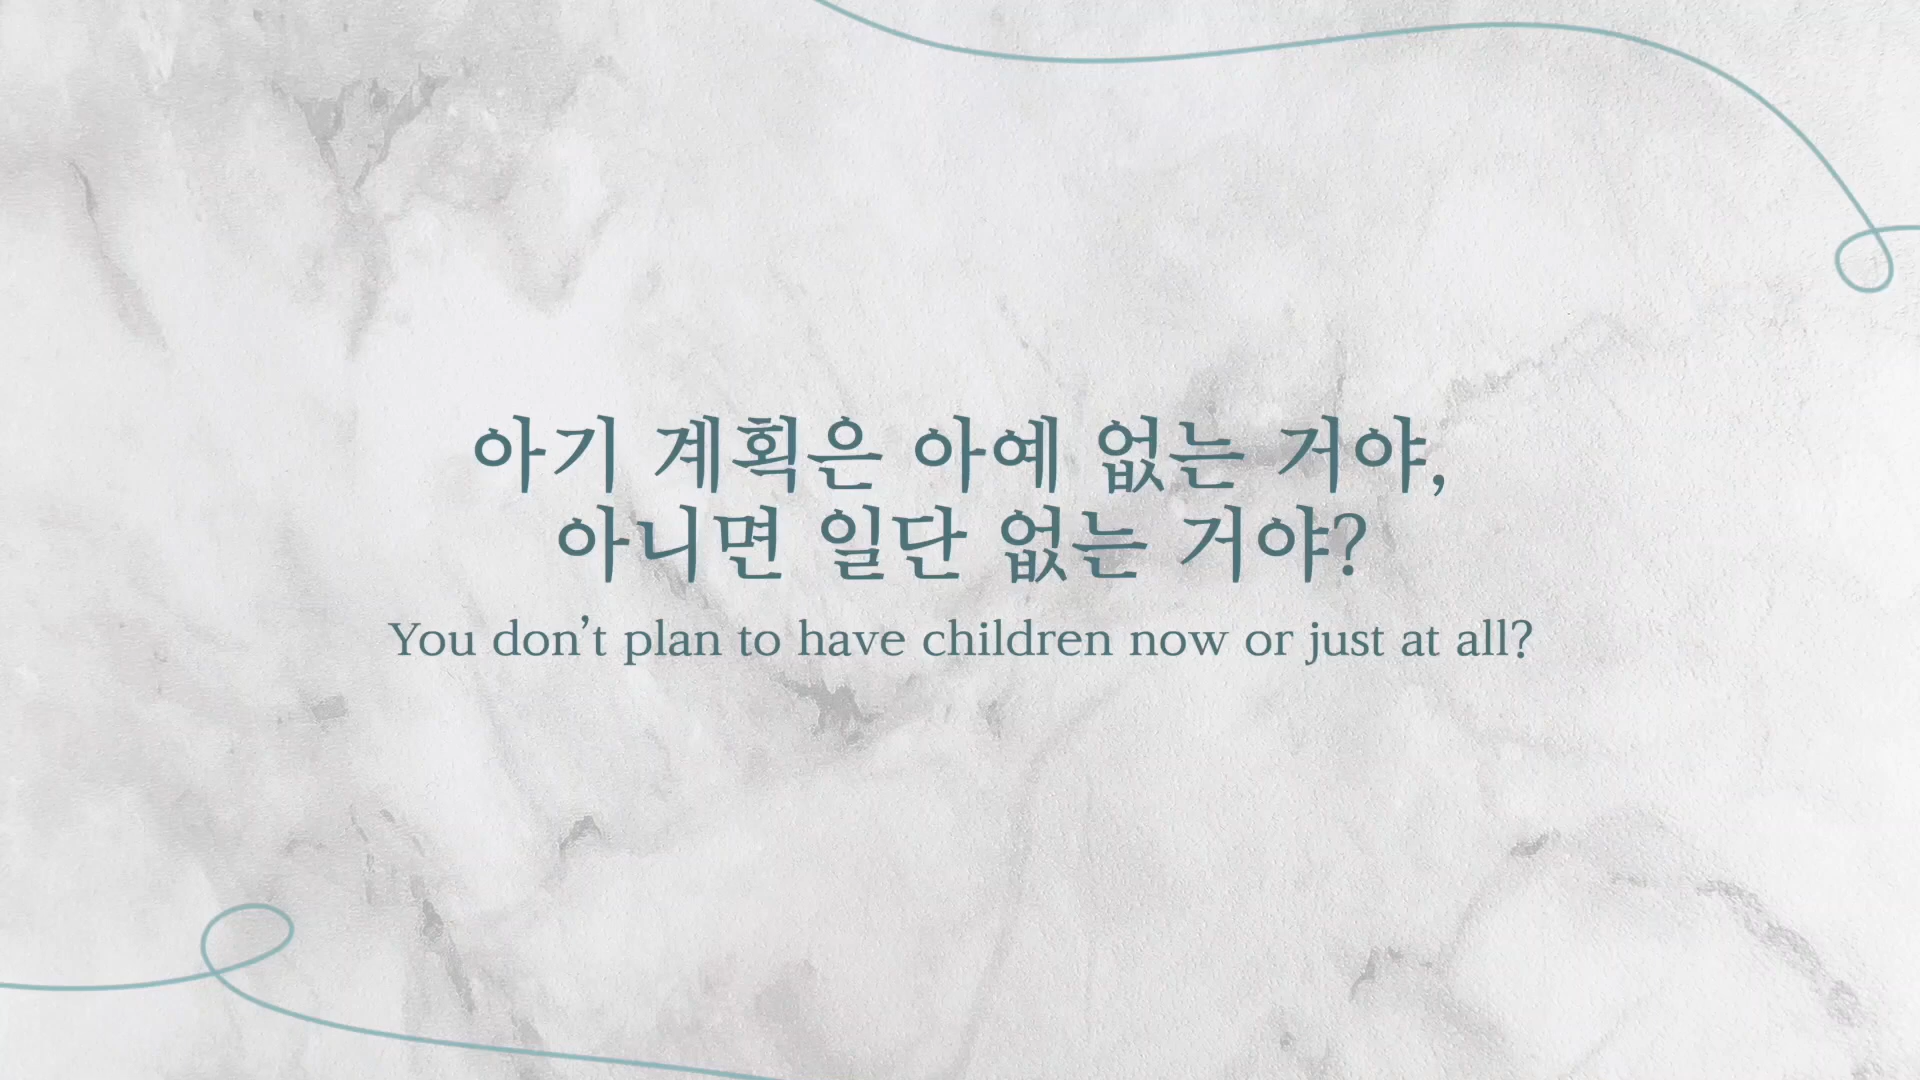 아기 계획은 아예 없는 거야,
아니면 일단 없는 거야?
You don’t plan to have children now or just at all?